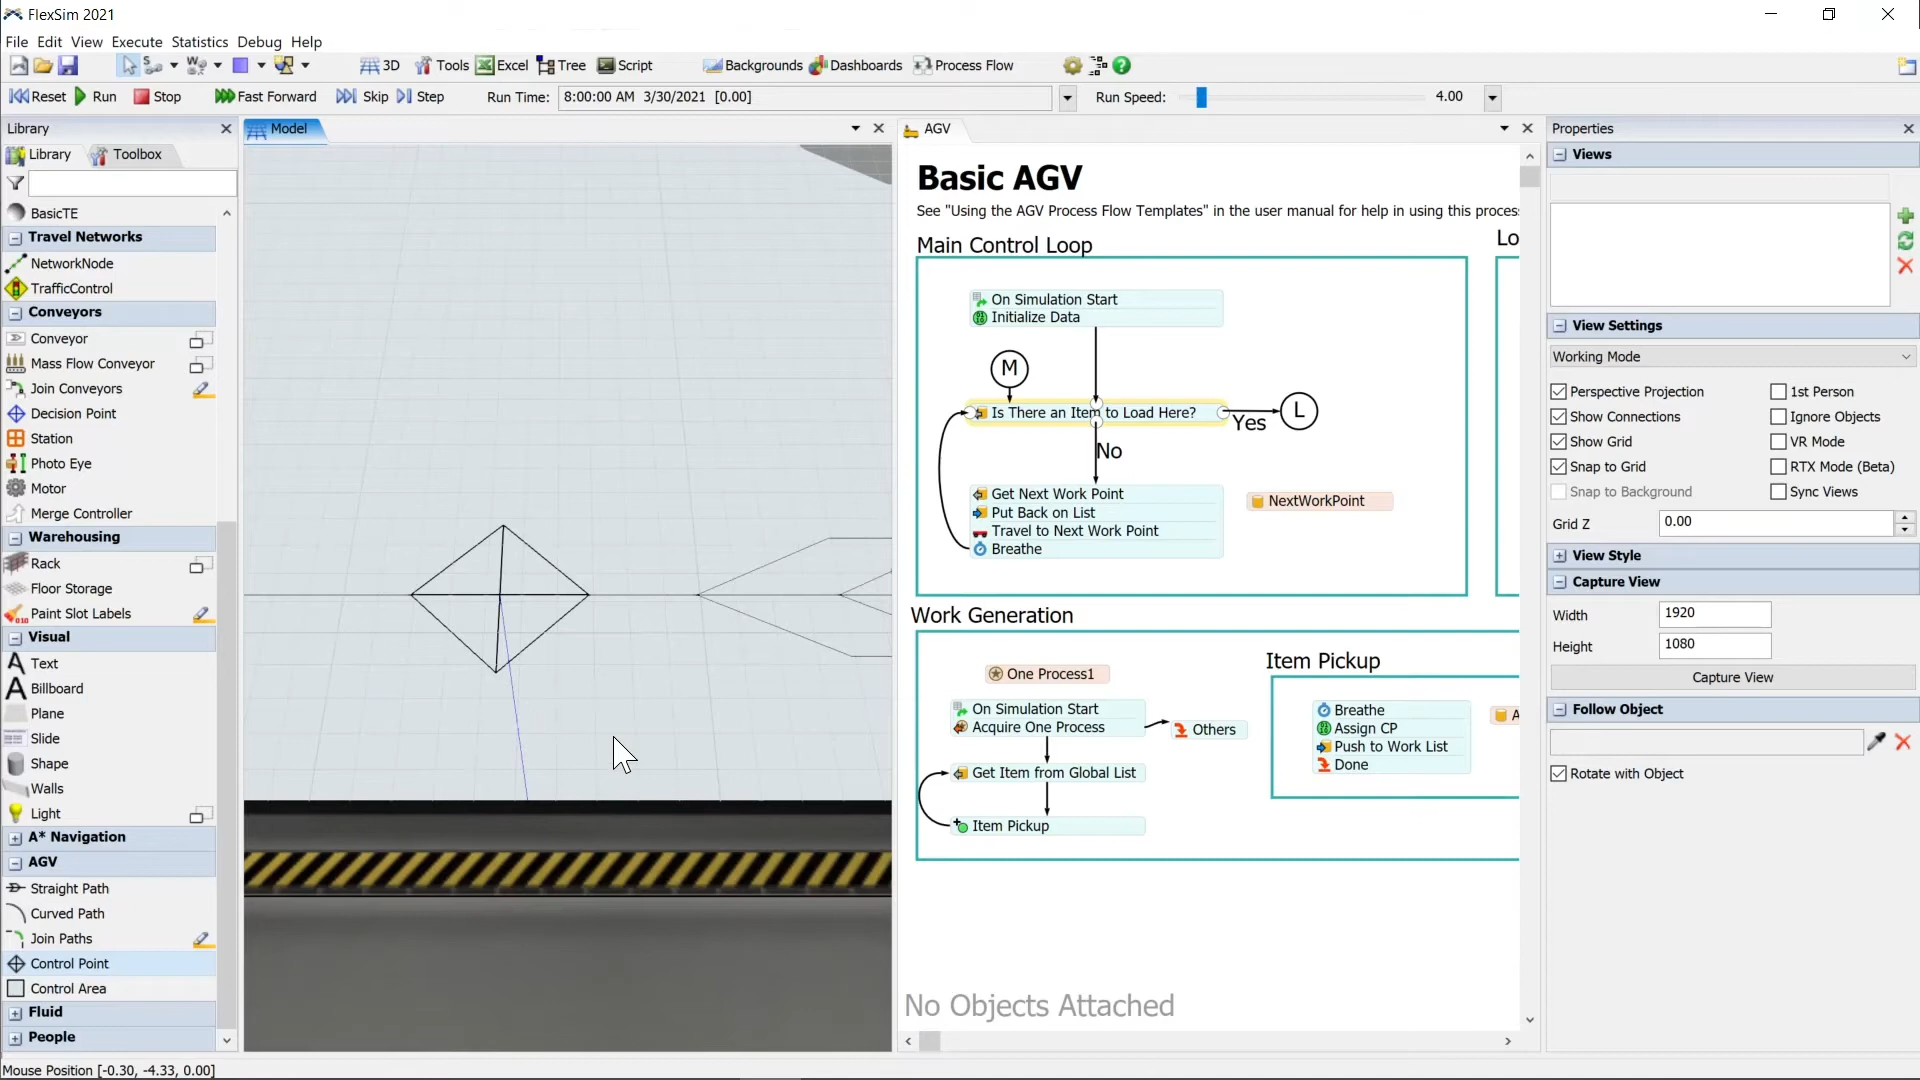 FlexSim 2021
File Edit View Execute Statistics Debug Help
3D Tools Excel Tree Script Backgrounds Dashboards Process Flow
Reset Run Stop Fast Forward Skip Step Run Time: 8:00:00 AM 3/30/2021 [0.00] Run Speed: 4.00
Library
Library Toolbox
BasicTE
Travel Networks
NetworkNode
TrafficControl
Conveyors
Conveyor
Mass Flow Conveyor
Join Conveyors
Decision Point
Station
Photo Eye
Motor
Merge Controller
Warehousing
Rack
Floor Storage
Paint Slot Labels
Visual
Text
Billboard
Plane
Slide
Shape
Walls
Light
A* Navigation
AGV
Straight Path
Curved Path
Join Paths
Control Point
Control Area
Fluid
People
Mouse Position [-0.30, -4.33, 0.00]
Model
AGV
Basic AGV
See "Using the AGV Process Flow Templates" in the user manual for help in using this proces
Main Control Loop
Lo
On Simulation Start
Initialize Data
M
Is There an Item to Load Here?
Yes
L
No
Get Next Work Point
Put Back on List
Travel to Next Work Point
Breathe
NextWorkPoint
Work Generation
One Process1
On Simulation Start
Acquire One Process
Others
Get Item from Global List
Item Pickup
Item Pickup
Breathe
Assign CP
Push to Work List
Done
A
No Objects Attached
Properties
Views
View Settings
Working Mode
Perspective Projection 1st Person
Show Connections Ignore Objects
Show Grid VR Mode
Snap to Grid RTX Mode (Beta)
Snap to Background Sync Views
Grid Z 0.00
View Style
Capture View
Width 1920
Height 1080
Capture View
Follow Object
Rotate with Object